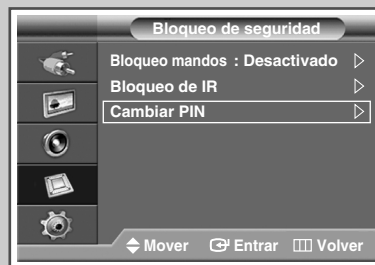 Bloqueo de seguridad
Bloqueo mandos : Desactivado
Bloqueo de IR
Cambiar PIN
Mover Entrar Volver